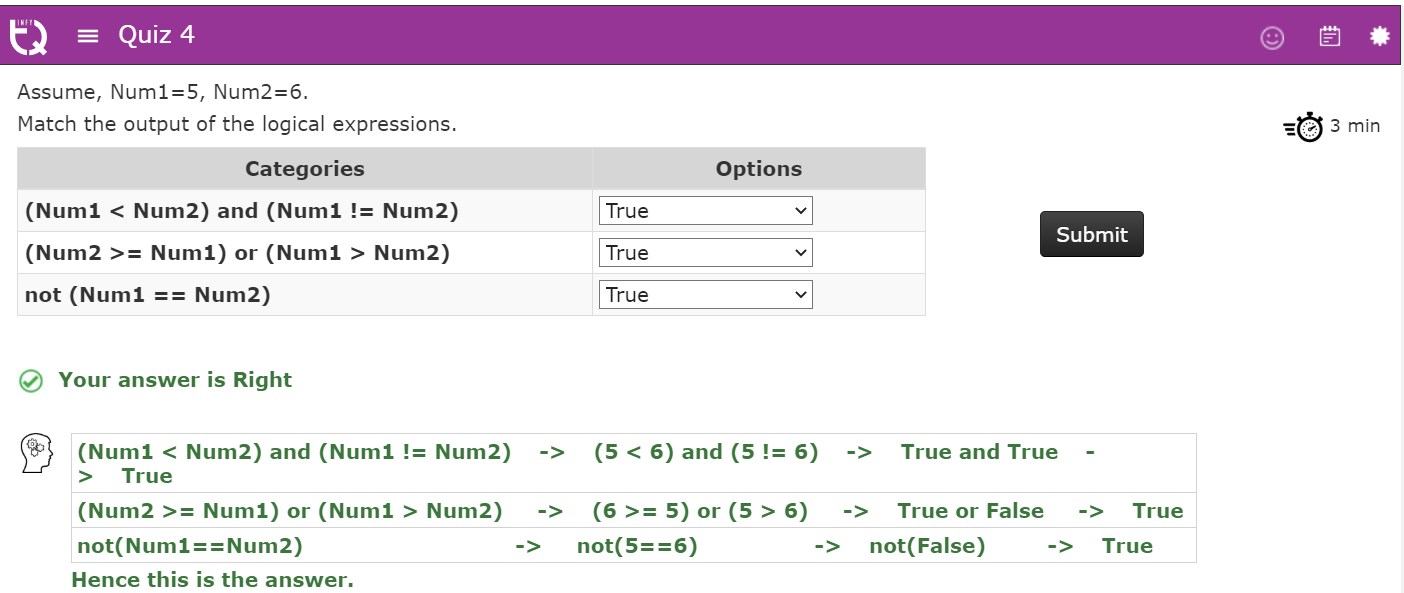 INFY
TQ
Quiz 4
Assume, Num1=5, Num2=6.
Match the output of the logical expressions.
3 min
Categories Options
(Num1 < Num2) and (Num1 != Num2) True
(Num2 >= Num1) or (Num1 > Num2) True
not (Num1 == Num2) True
Submit
Your answer is Right
(Num1 < Num2) and (Num1 != Num2) -> (5 < 6) and (5 != 6) -> True and True -
> True
(Num2 >= Num1) or (Num1 > Num2) -> (6 >= 5) or (5 > 6) -> True or False -> True
not(Num1==Num2) -> not(5==6) -> not(False) -> True
Hence this is the answer.